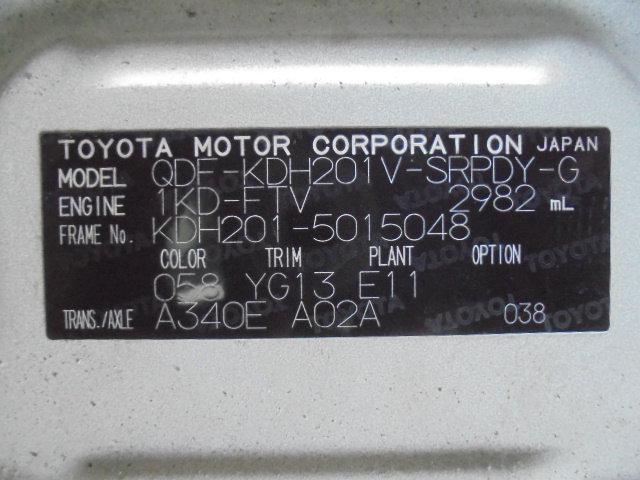 TOYOTA MOTOR CORPORATION JAPAN
MODEL QDF-KDH201V-SRPDY-G
ENGINE 1KD-FTV 2982 mL
FRAME No. KDH201-5015048
COLOR TRIM PLANT OPTION
058 YG13 E11
TRANS./AXLE A340E A02A 038